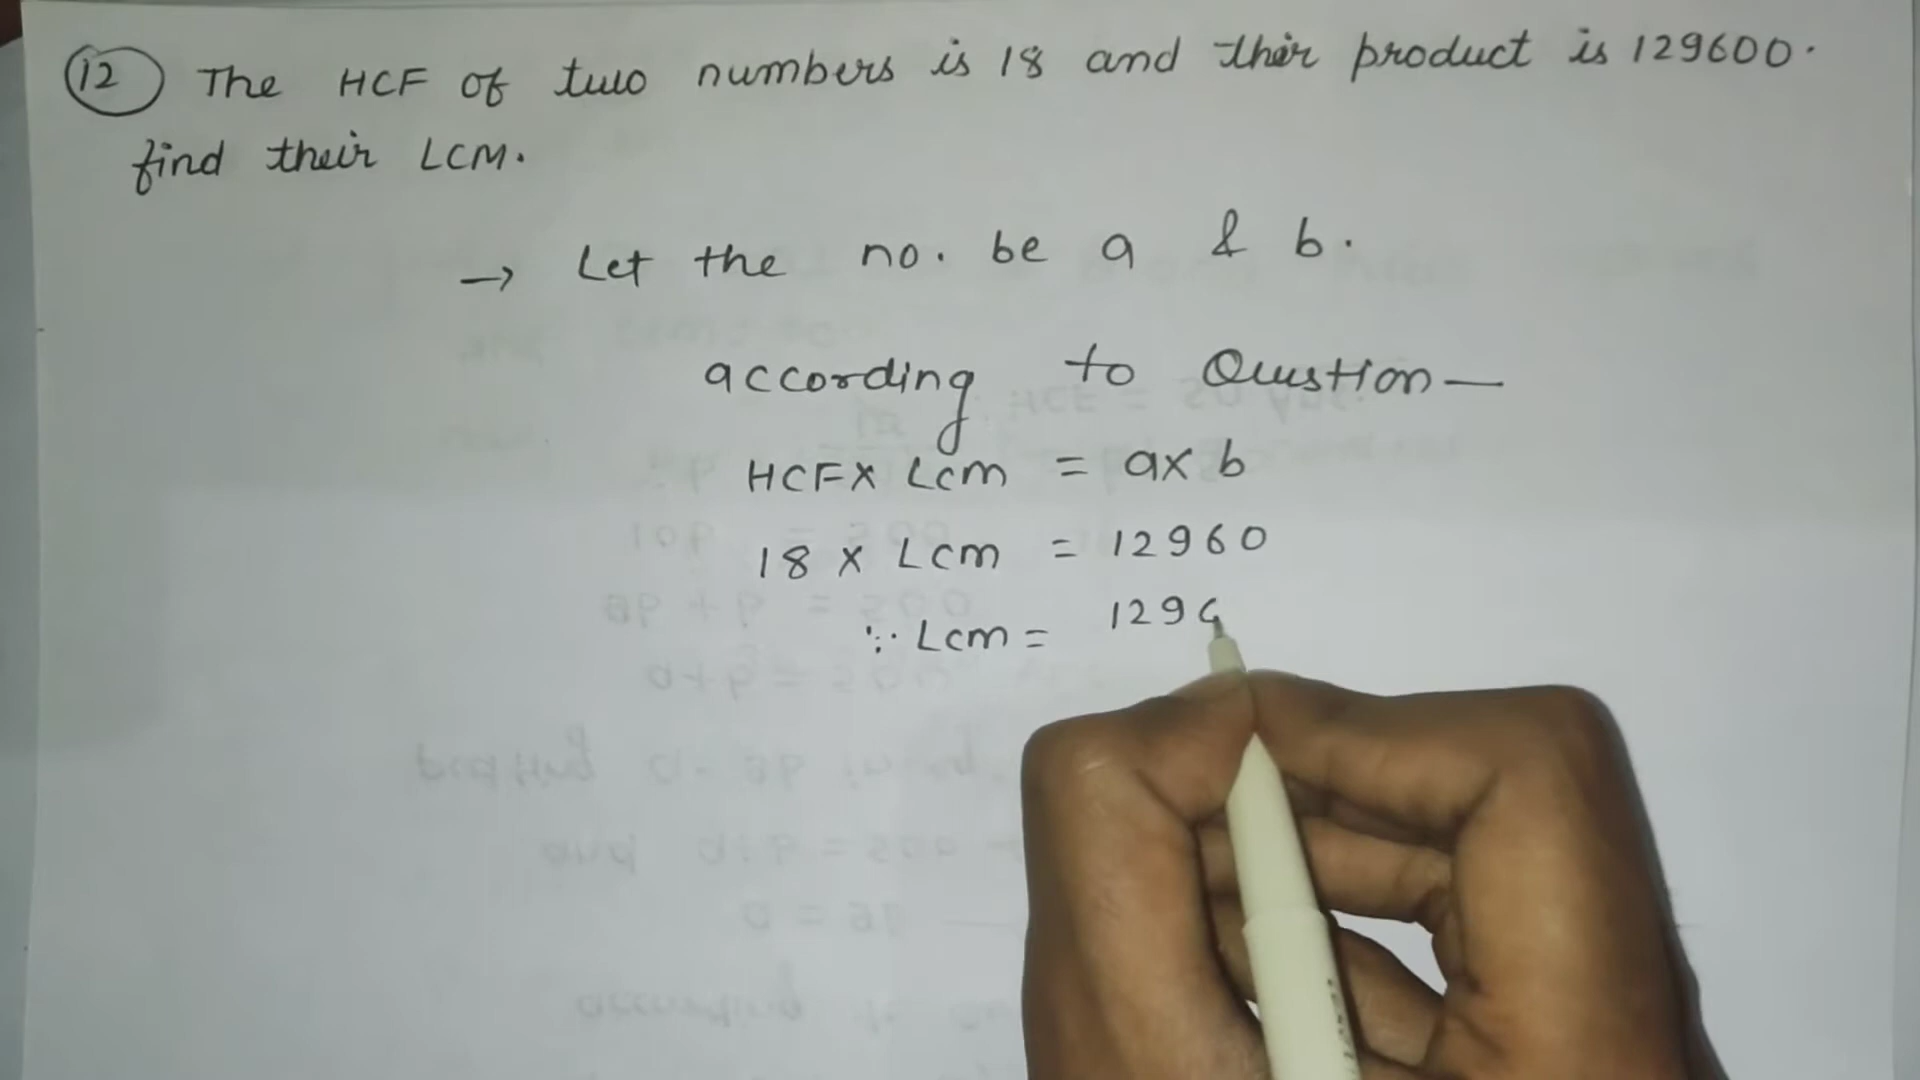 12 The HCF of two numbers is 18 and their product is 129600.
find their LCM.
→ Let the no. be a & b.
according to Question —
HCF × Lcm = a × b
18 × Lcm = 12960
∵ Lcm = 129